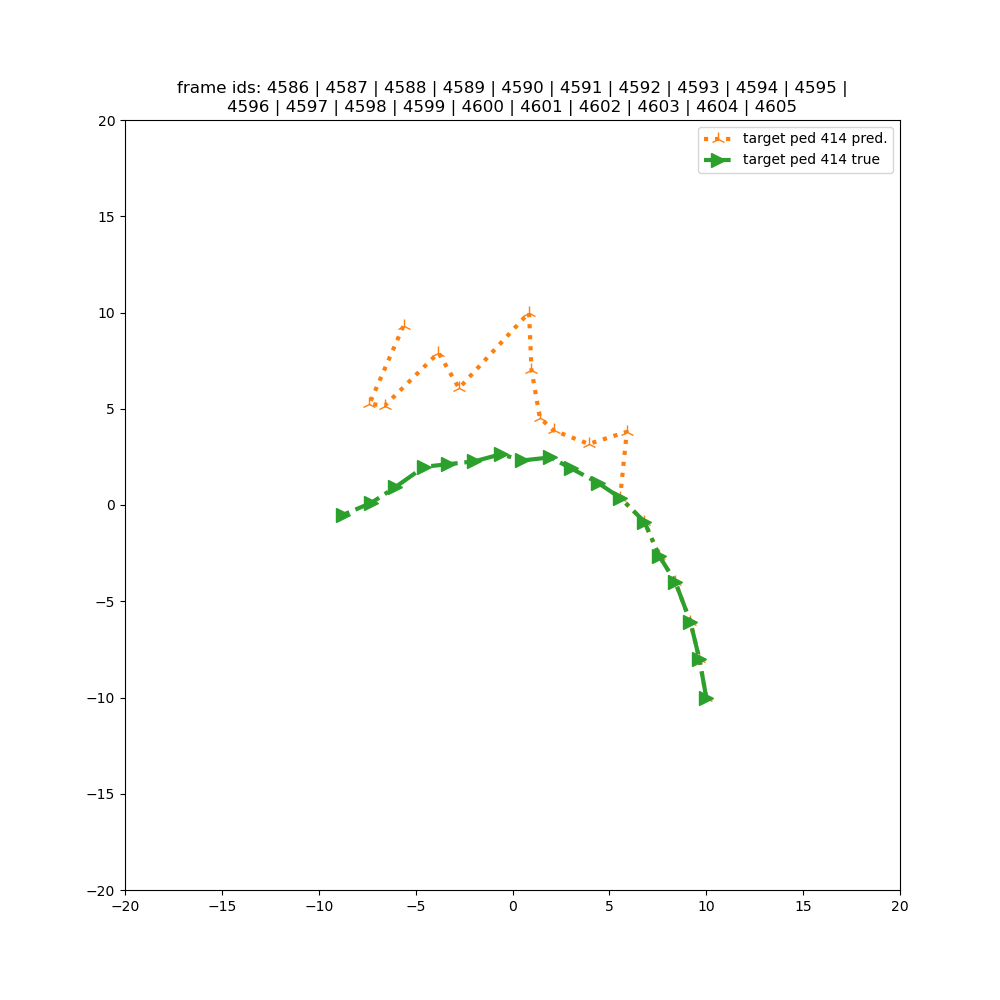 frame ids: 4586 | 4587 | 4588 | 4589 | 4590 | 4591 | 4592 | 4593 | 4594 | 4595 |
4596 | 4597 | 4598 | 4599 | 4600 | 4601 | 4602 | 4603 | 4604 | 4605
target ped 414 pred.
target ped 414 true
20
15
10
5
0
−5
−10
−15
−20
−20 −15 −10 −5 0 5 10 15 20